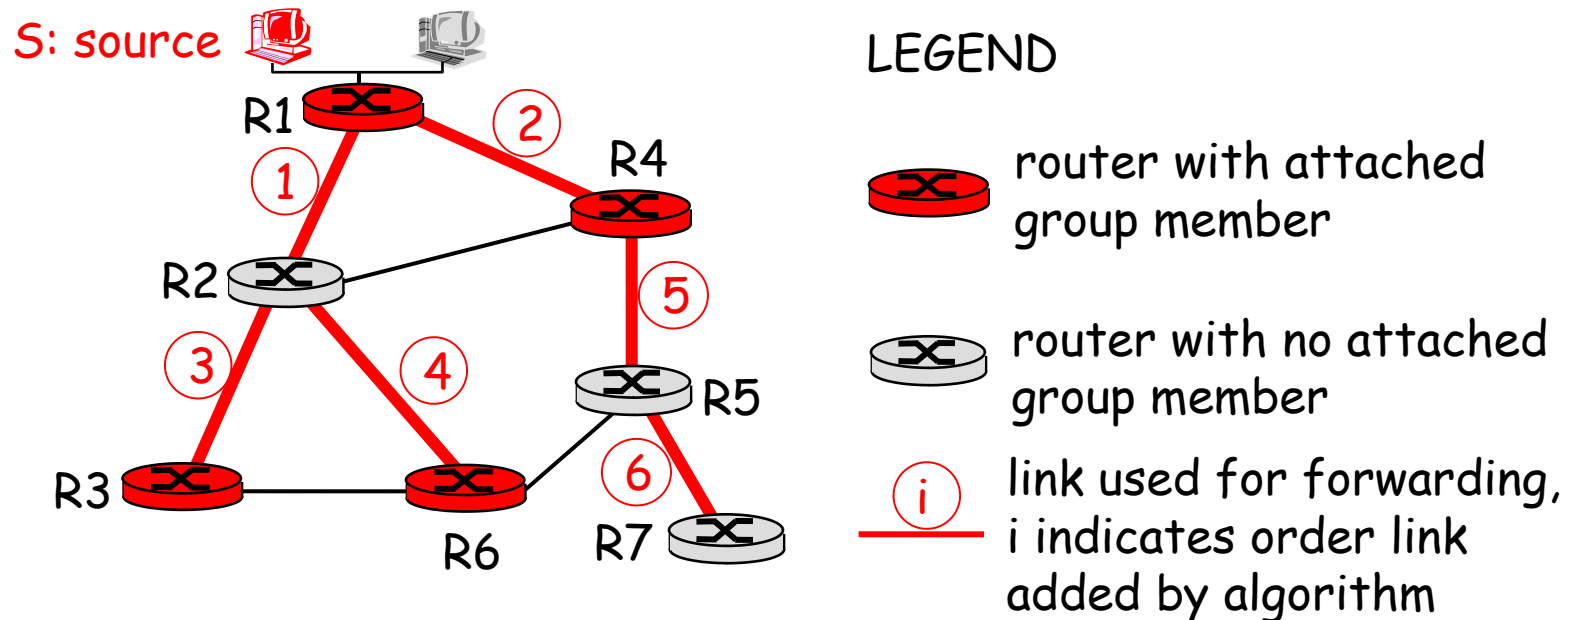 S: source
LEGEND
R1
2
R4
1
router with attached
group member
R2
5
3
4
R5
router with no attached
group member
R3
6
R6
R7
i
link used for forwarding,
i indicates order link
added by algorithm